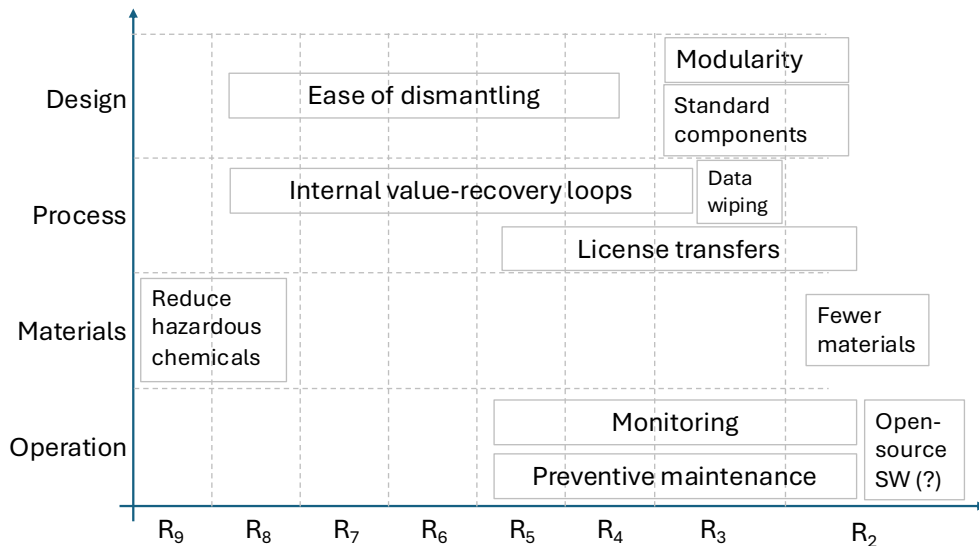 Design
Ease of dismantling
Modularity
Standard
components
Process
Internal value-recovery loops
Data
wiping
License transfers
Materials
Reduce
hazardous
chemicals
Fewer
materials
Operation
Monitoring
Preventive maintenance
Open-
source
SW (?)
R₉ R₈ R₇ R₆ R₅ R₄ R₃ R₂